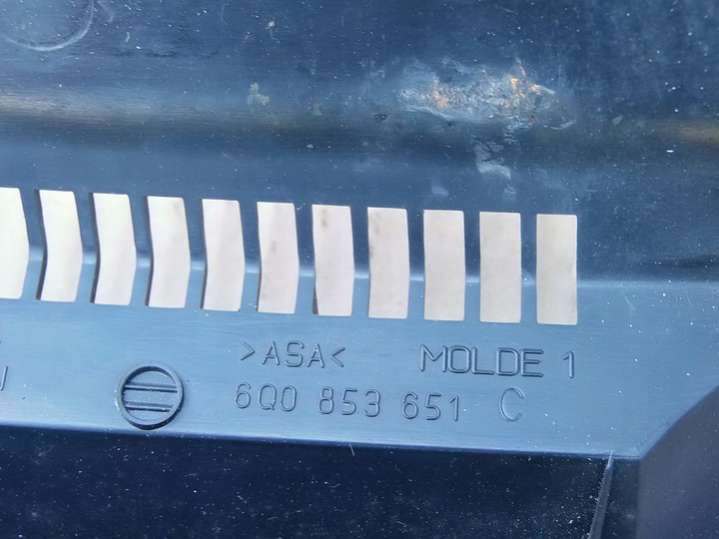 >ASA< MOLDE 1
6Q0 853 651 C